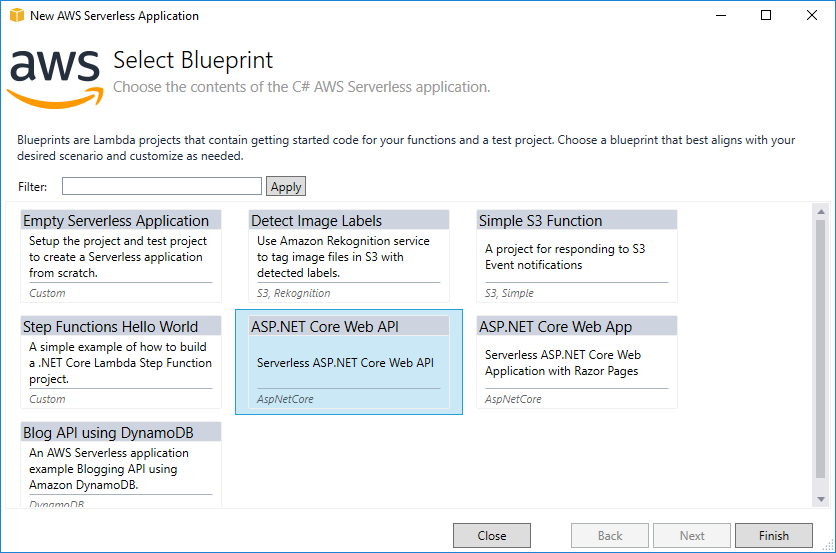 New AWS Serverless Application
aws
Select Blueprint
Choose the contents of the C# AWS Serverless application.
Blueprints are Lambda projects that contain getting started code for your functions and a test project. Choose a blueprint that best aligns with your
desired scenario and customize as needed.
Filter:
Apply
Empty Serverless Application
Setup the project and test project
to create a Serverless application
from scratch.
Custom
Detect Image Labels
Use Amazon Rekognition service
to tag image files in S3 with
detected labels.
S3, Rekognition
Simple S3 Function
A project for responding to S3
Event notifications
S3, Simple
Step Functions Hello World
A simple example of how to build
a .NET Core Lambda Step Function
project.
Custom
ASP.NET Core Web API
Serverless ASP.NET Core Web API
AspNetCore
ASP.NET Core Web App
Serverless ASP.NET Core Web
Application with Razor Pages
AspNetCore
Blog API using DynamoDB
An AWS Serverless application
example Blogging API using
Amazon DynamoDB.
DynamoDB
Close
Back
Next
Finish